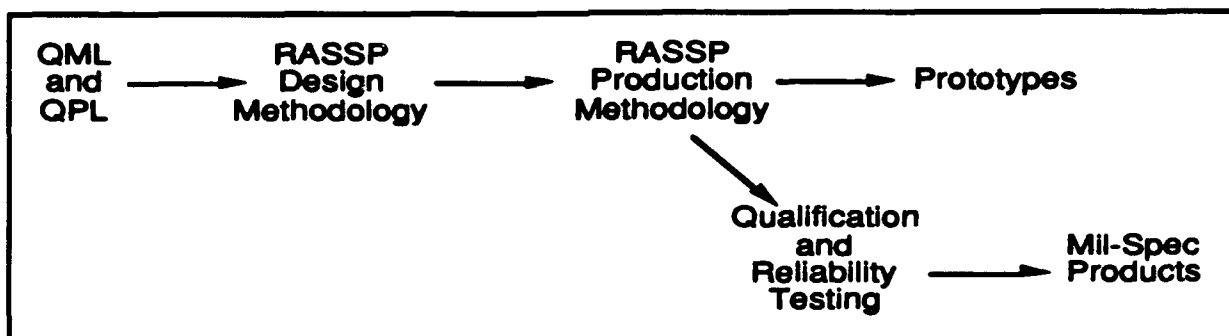 QML
and
QPL
RASSP
Design
Methodology
RASSP
Production
Methodology
Prototypes
Qualification
and
Reliability
Testing
Mil-Spec
Products